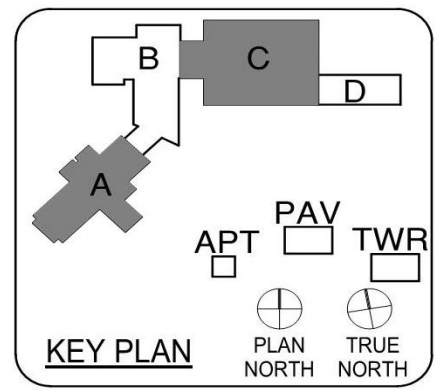 B
C
D
A
PAV
APT
TWR
KEY PLAN
PLAN
NORTH
TRUE
NORTH